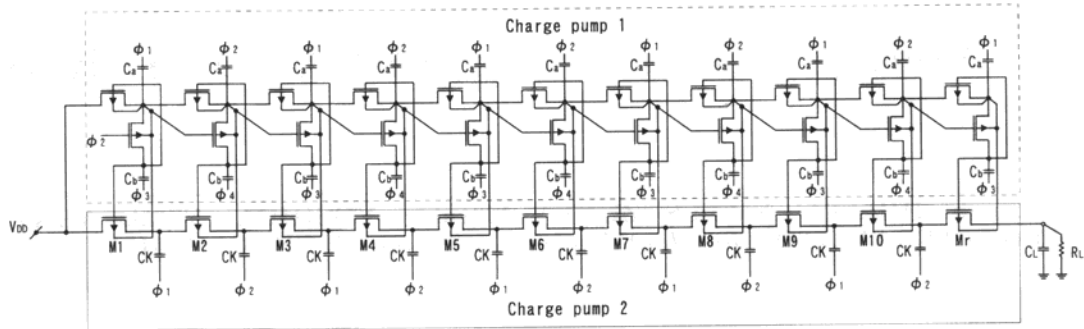 Charge pump 1
ϕ1 ϕ2 ϕ1 ϕ2 ϕ1 ϕ2 ϕ1 ϕ2 ϕ1 ϕ2 ϕ1
Ca Ca Ca Ca Ca Ca Ca Ca Ca Ca Ca
ϕ2
Cb Cb Cb Cb Cb Cb Cb Cb Cb Cb Cb
ϕ3 ϕ4 ϕ3 ϕ4 ϕ3 ϕ4 ϕ3 ϕ4 ϕ3 ϕ4 ϕ3
VDD
M1 M2 M3 M4 M5 M6 M7 M8 M9 M10 Mr
CK CK CK CK CK CK CK CK CK CK CL RL
ϕ1 ϕ2 ϕ1 ϕ2 ϕ1 ϕ2 ϕ1 ϕ2 ϕ1 ϕ2
Charge pump 2